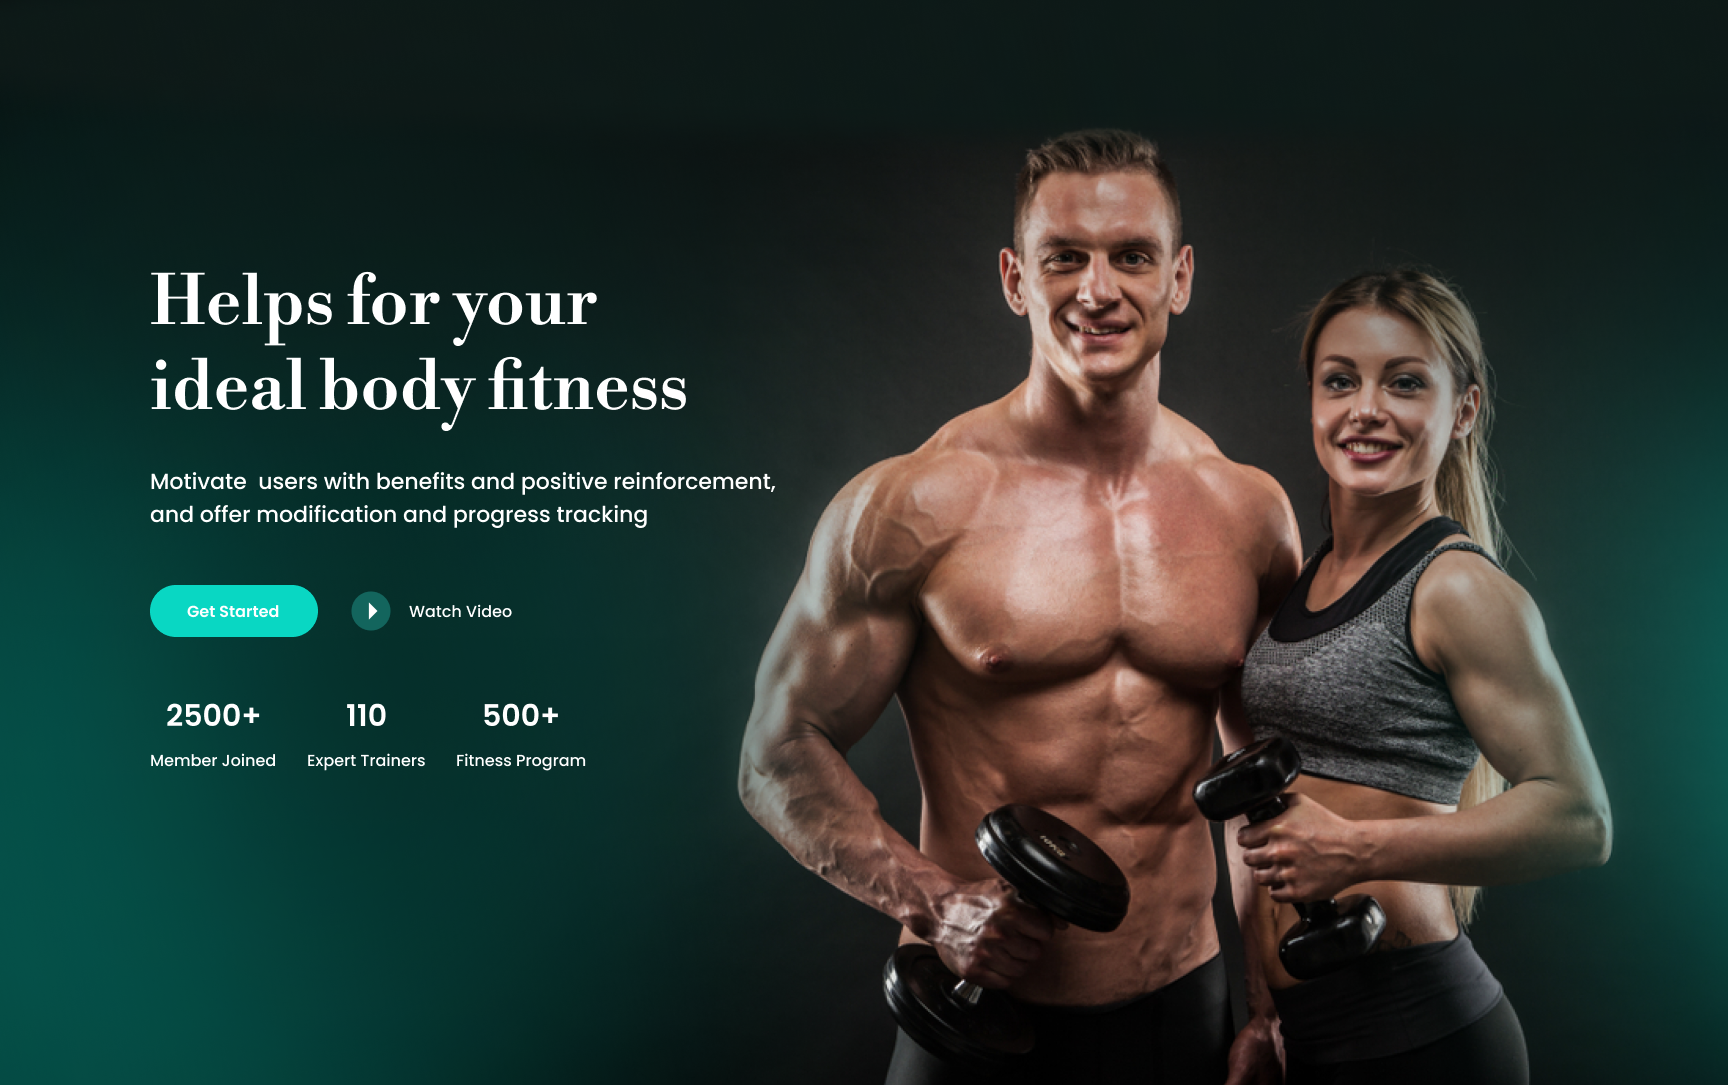 Helps for your
ideal body fitness
Motivate  users with benefits and positive reinforcement,
and offer modification and progress tracking
Get Started
Watch Video
2500+
110
500+
Member Joined
Expert Trainers
Fitness Program